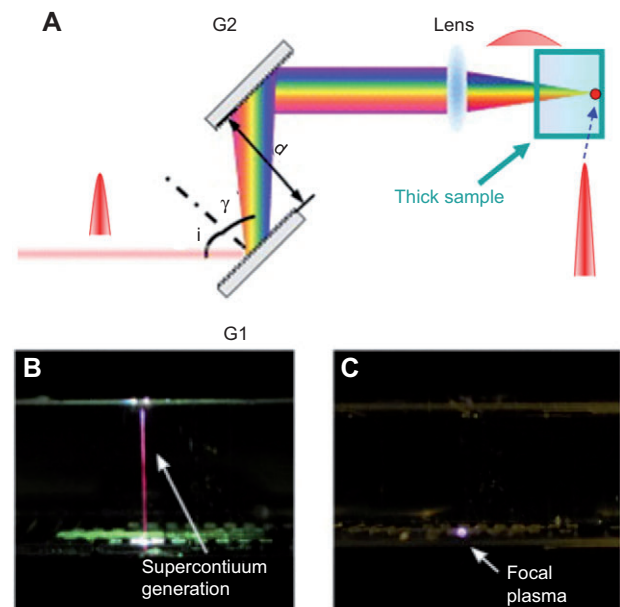 A
G2
Lens
d
γ
i
Thick sample
G1
B
C
Supercontiuum
generation
Focal
plasma